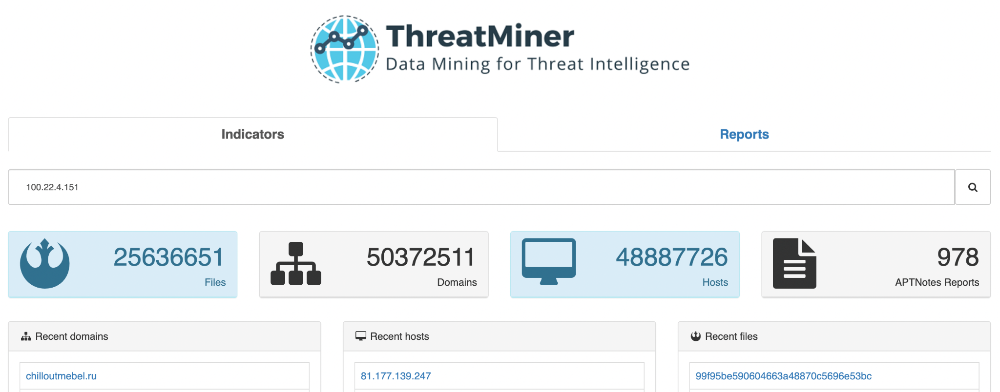 ThreatMiner
Data Mining for Threat Intelligence
Indicators
Reports
100.22.4.151
25636651
Files
50372511
Domains
48887726
Hosts
978
APTNotes Reports
Recent domains
chilloutmebel.ru
Recent hosts
81.177.139.247
Recent files
99f95be590604663a48870c5696e53bc